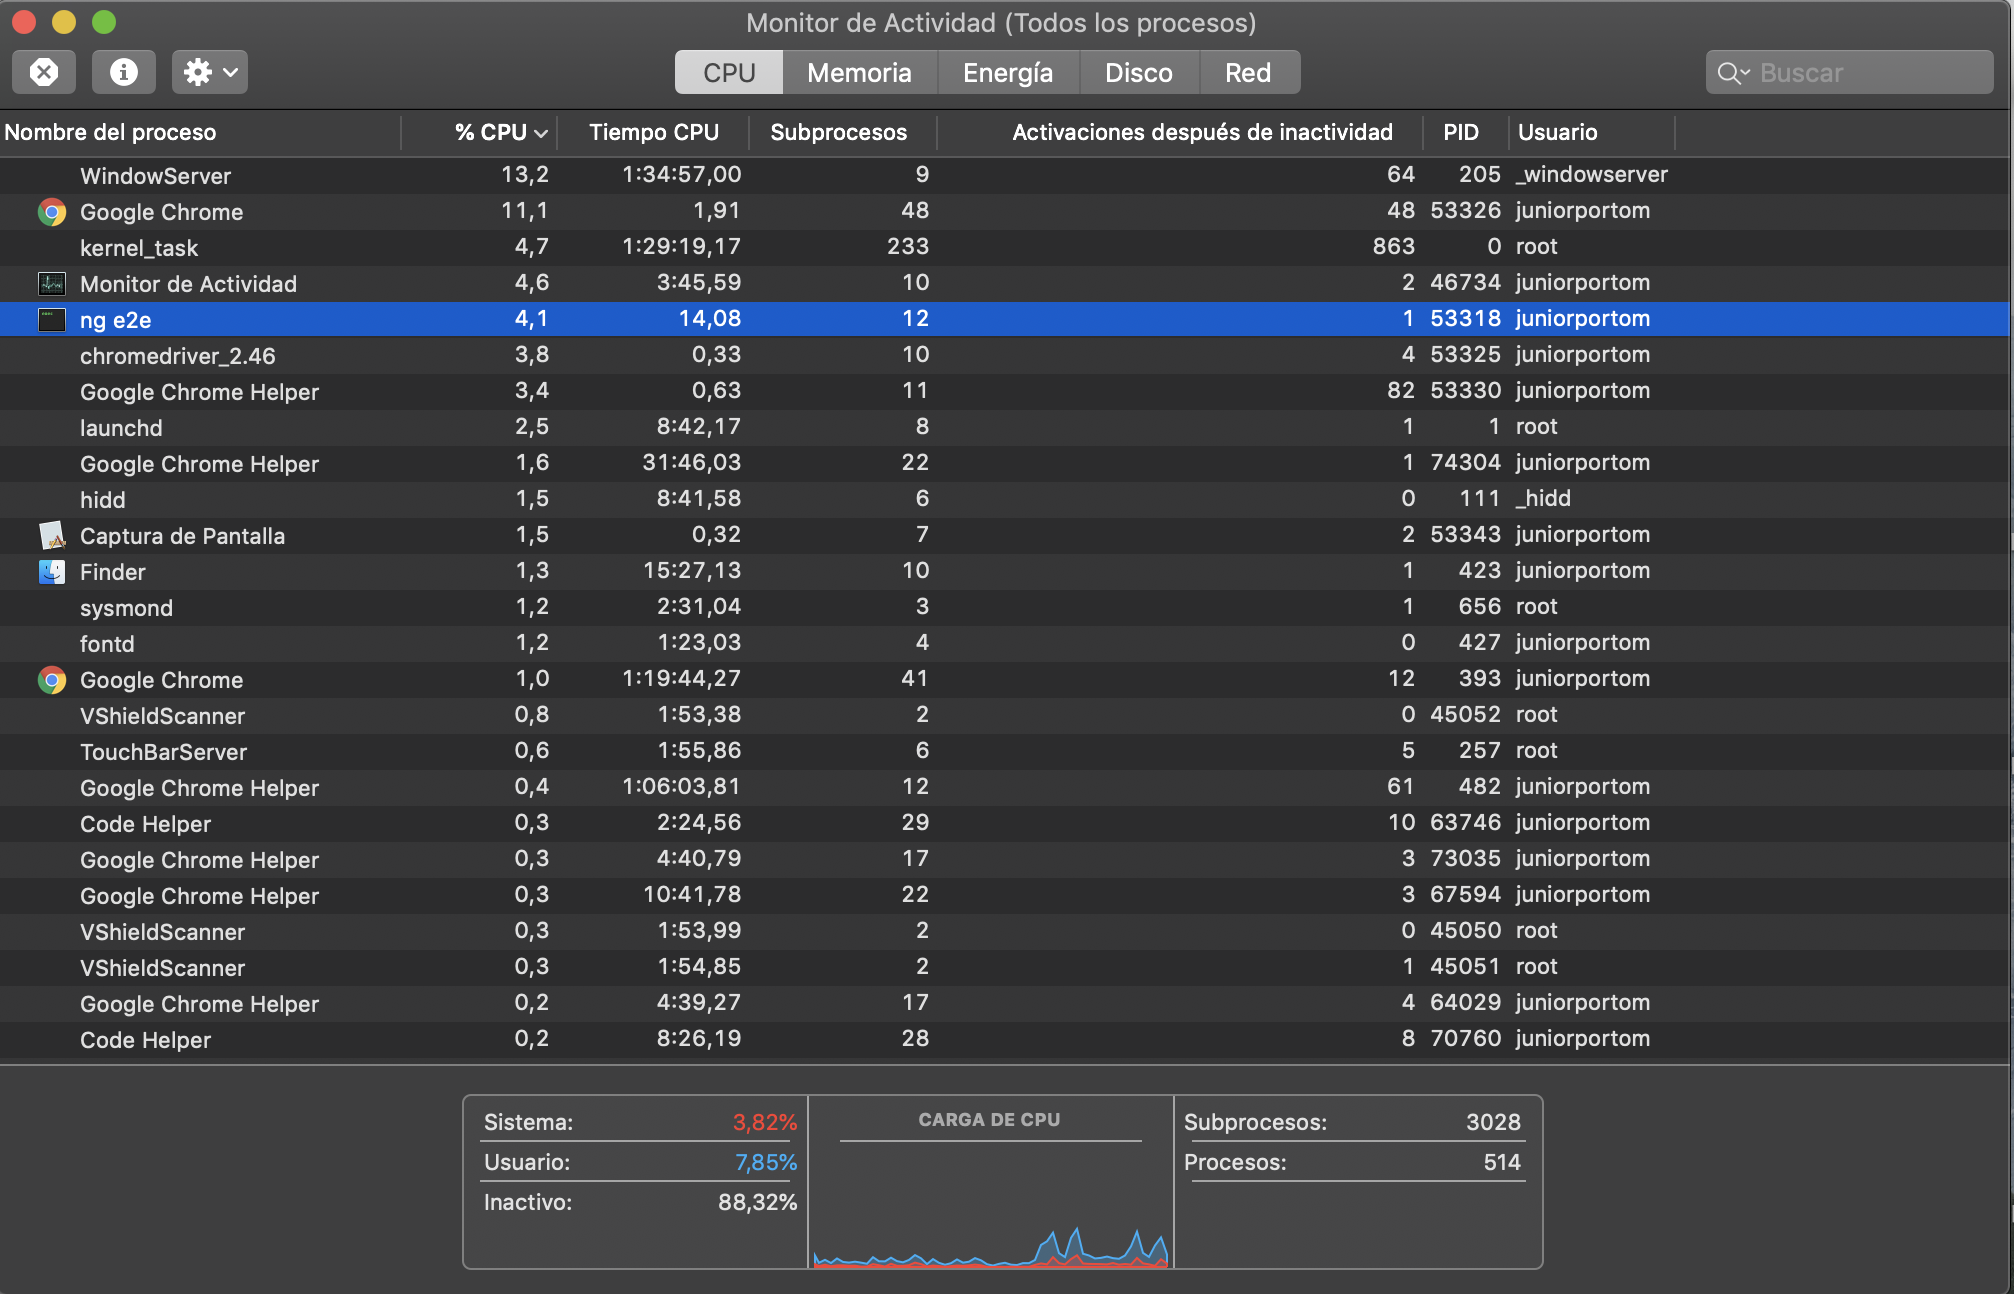 Monitor de Actividad (Todos los procesos)
CPU Memoria Energía Disco Red Buscar
Nombre del proceso % CPU Tiempo CPU Subprocesos Activaciones después de inactividad PID Usuario
WindowServer 13,2 1:34:57,00 9 64 205 _windowserver
Google Chrome 11,1 1,91 48 48 53326 juniorportom
kernel_task 4,7 1:29:19,17 233 863 0 root
Monitor de Actividad 4,6 3:45,59 10 2 46734 juniorportom
ng e2e 4,1 14,08 12 1 53318 juniorportom
chromedriver_2.46 3,8 0,33 10 4 53325 juniorportom
Google Chrome Helper 3,4 0,63 11 82 53330 juniorportom
launchd 2,5 8:42,17 8 1 1 root
Google Chrome Helper 1,6 31:46,03 22 1 74304 juniorportom
hidd 1,5 8:41,58 6 0 111 _hidd
Captura de Pantalla 1,5 0,32 7 2 53343 juniorportom
Finder 1,3 15:27,13 10 1 423 juniorportom
sysmond 1,2 2:31,04 3 1 656 root
fontd 1,2 1:23,03 4 0 427 juniorportom
Google Chrome 1,0 1:19:44,27 41 12 393 juniorportom
VShieldScanner 0,8 1:53,38 2 0 45052 root
TouchBarServer 0,6 1:55,86 6 5 257 root
Google Chrome Helper 0,4 1:06:03,81 12 61 482 juniorportom
Code Helper 0,3 2:24,56 29 10 63746 juniorportom
Google Chrome Helper 0,3 4:40,79 17 3 73035 juniorportom
Google Chrome Helper 0,3 10:41,78 22 3 67594 juniorportom
VShieldScanner 0,3 1:53,99 2 0 45050 root
VShieldScanner 0,3 1:54,85 2 1 45051 root
Google Chrome Helper 0,2 4:39,27 17 4 64029 juniorportom
Code Helper 0,2 8:26,19 28 8 70760 juniorportom
Sistema: 3,82% CARGA DE CPU Subprocesos: 3028
Usuario: 7,85% Procesos: 514
Inactivo: 88,32%